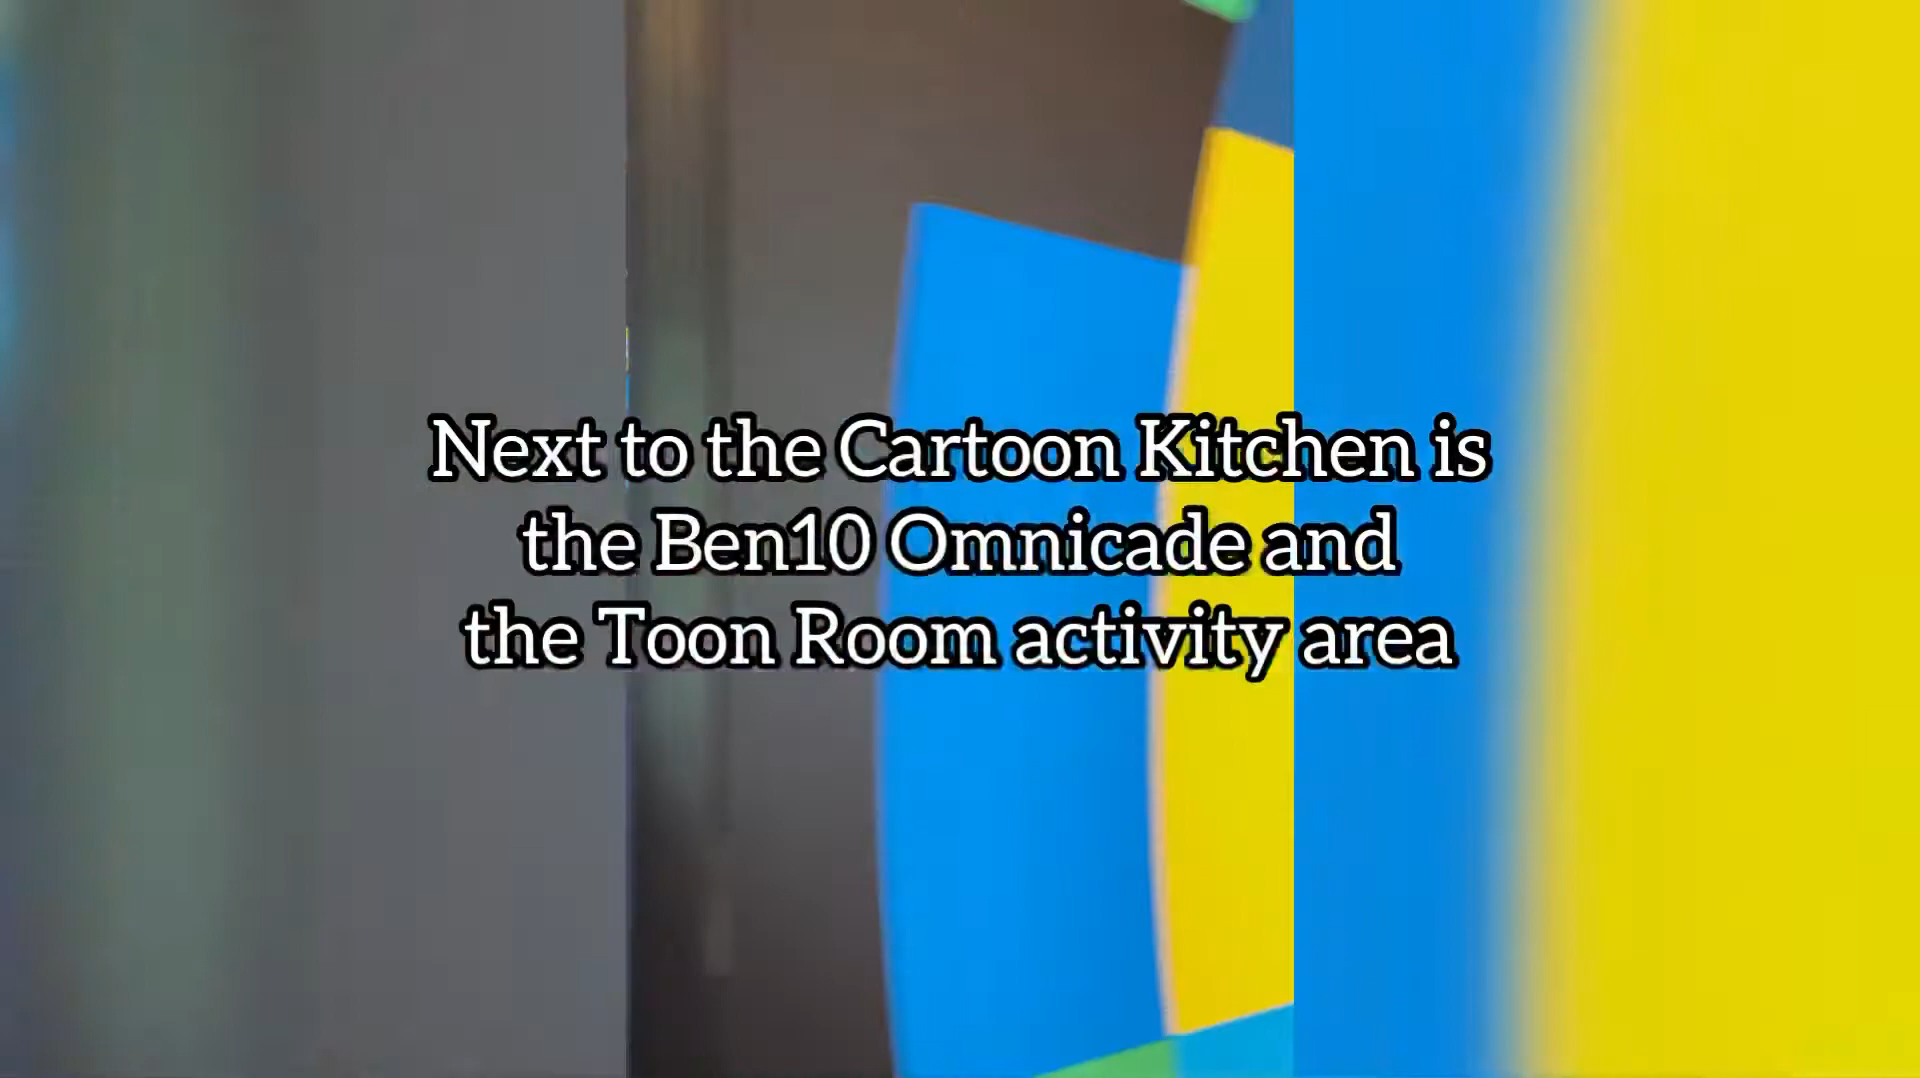 Next to the Cartoon Kitchen is
the Ben10 Omnicade and
the Toon Room activity area